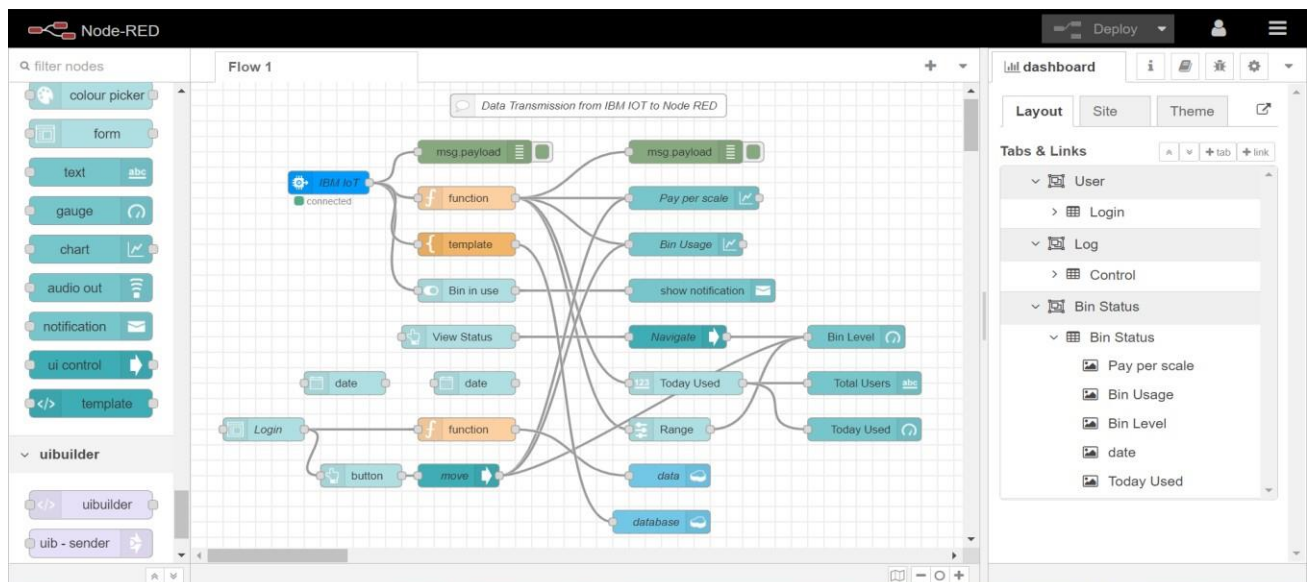 Node-RED
Deploy
filter nodes
colour picker
form
text
abc
gauge
chart
audio out
notification
ui control
template
uibuilder
uibuilder
uib - sender
Flow 1
Data Transmission from IBM IOT to Node RED
msg.payload
msg.payload
IBM IoT
connected
function
Pay per scale
template
Bin Usage
Bin in use
show notification
View Status
Navigate
Bin Level
date
date
123
Today Used
Total Users
abc
Login
function
Range
Today Used
button
move
data
database
dashboard
i
Layout
Site
Theme
Tabs & Links
+ tab
+ link
User
Login
Log
Control
Bin Status
Bin Status
Pay per scale
Bin Usage
Bin Level
date
Today Used